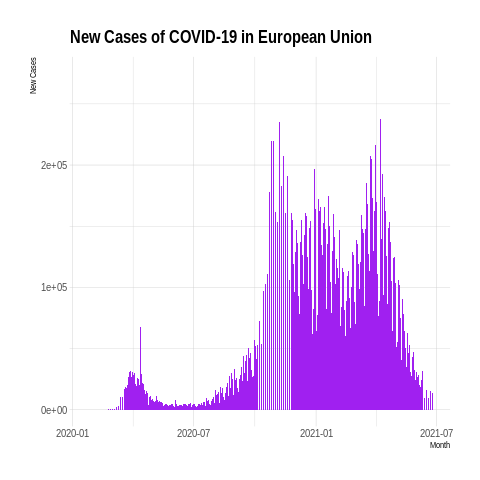 New Cases of COVID-19 in European Union
New Cases
2e+05
1e+05
0e+00
2020-01 2020-07 2021-01 2021-07
Month